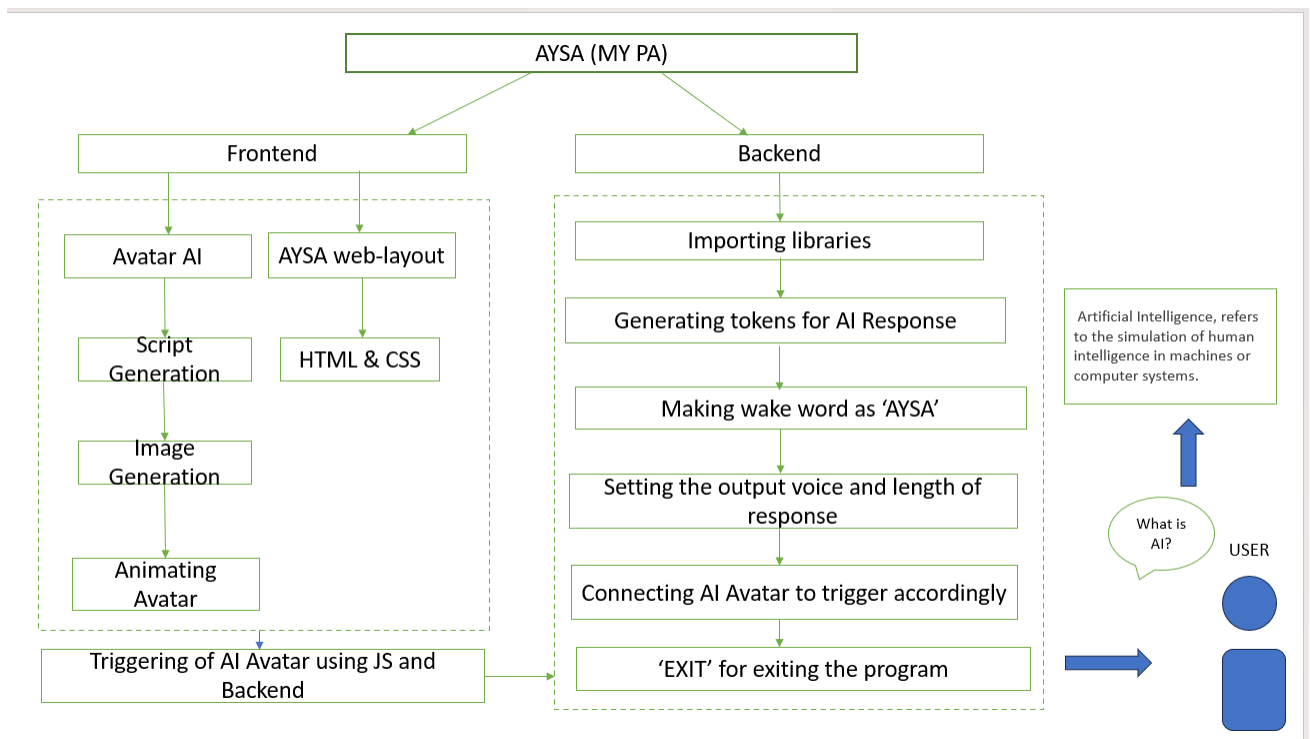 AYSA (MY PA)
Frontend
Backend
Avatar AI
AYSA web-layout
Script
Generation
HTML & CSS
Image
Generation
Animating
Avatar
Triggering of AI Avatar using JS and
Backend
Importing libraries
Generating tokens for AI Response
Making wake word as ‘AYSA’
Setting the output voice and length of
response
Connecting AI Avatar to trigger accordingly
‘EXIT’ for exiting the program
Artificial Intelligence, refers
to the simulation of human
intelligence in machines or
computer systems.
What is
AI?
USER